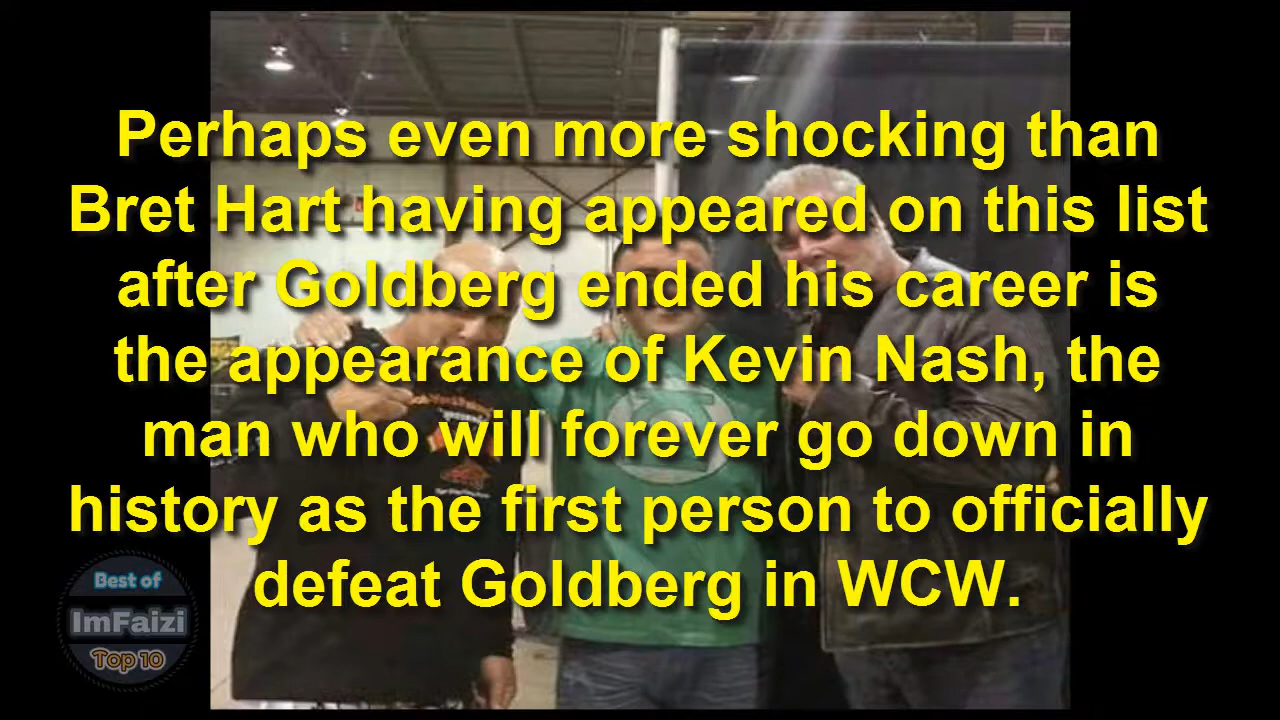 Perhaps even more shocking than
Bret Hart having appeared on this list
after Goldberg ended his career is
the appearance of Kevin Nash, the
man who will forever go down in
history as the first person to officially
defeat Goldberg in WCW.
Best of
ImFaizi
Top 10